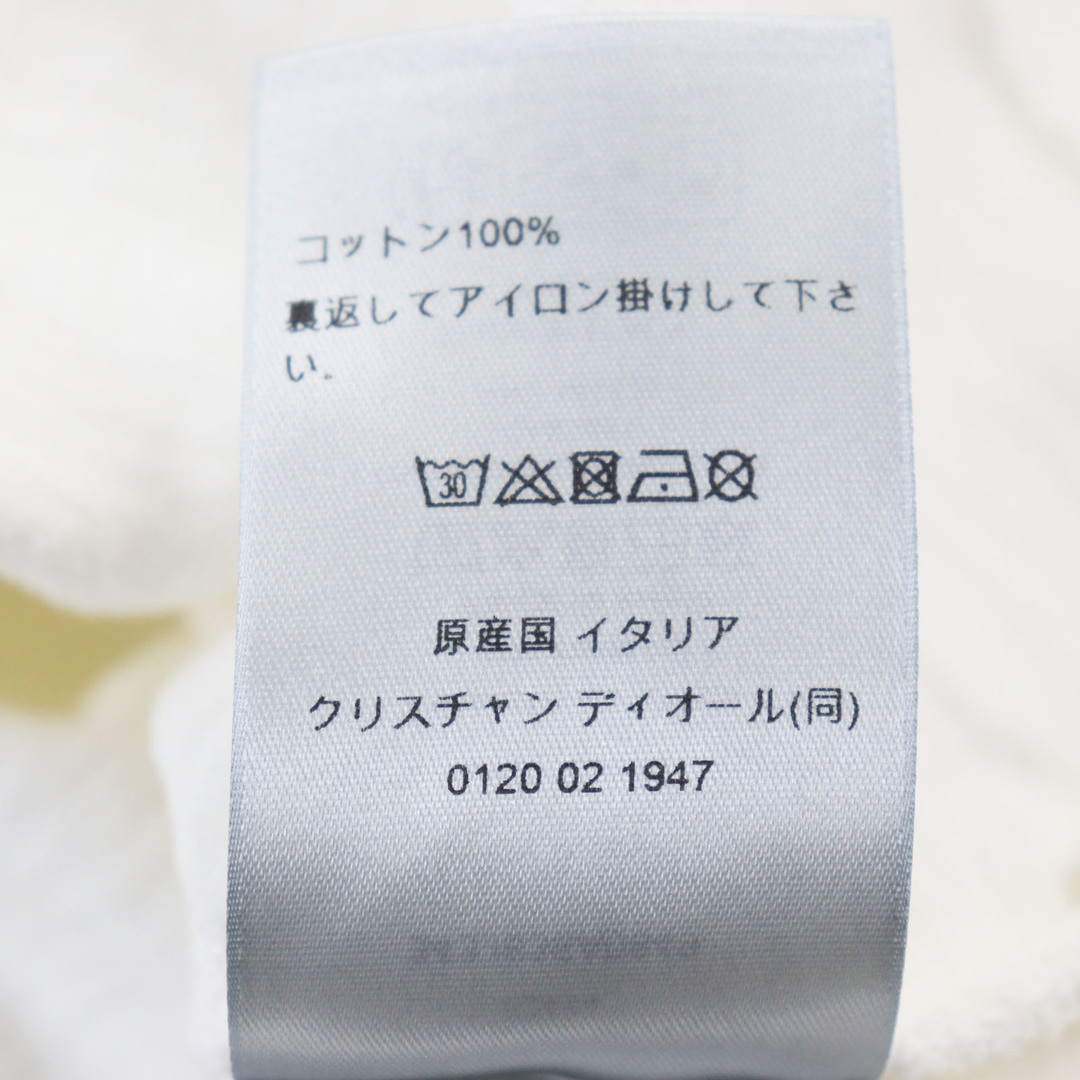 コットン100%
裏返してアイロン掛けして下さ
い.
30
原産国 イタリア
クリスチャン ディオール(同)
0120 02 1947